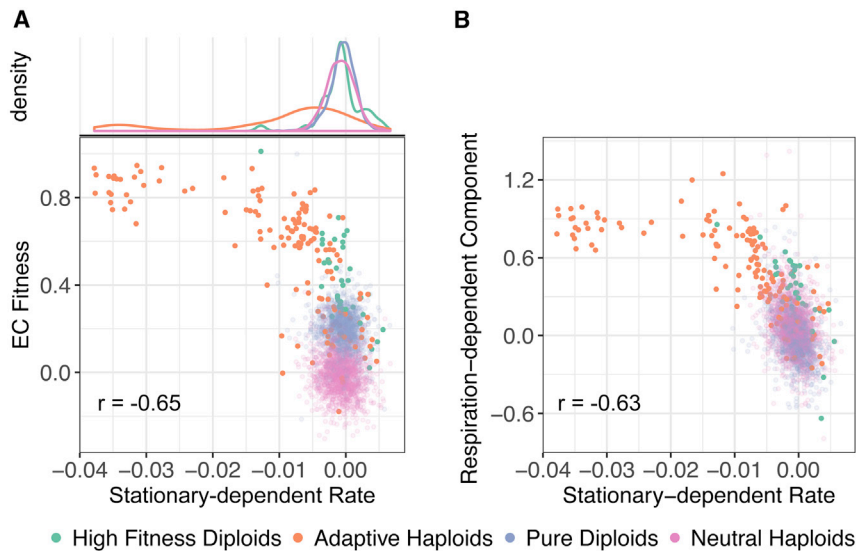 A
density
EC Fitness
0.8
0.4
0.0
r = -0.65
−0.04 −0.03 −0.02 −0.01 0.00
Stationary-dependent Rate
B
Respiration−dependent Component
1.2
0.6
0.0
−0.6
r = -0.63
−0.04 −0.03 −0.02 −0.01 0.00
Stationary−dependent Rate
High Fitness Diploids Adaptive Haploids Pure Diploids Neutral Haploids